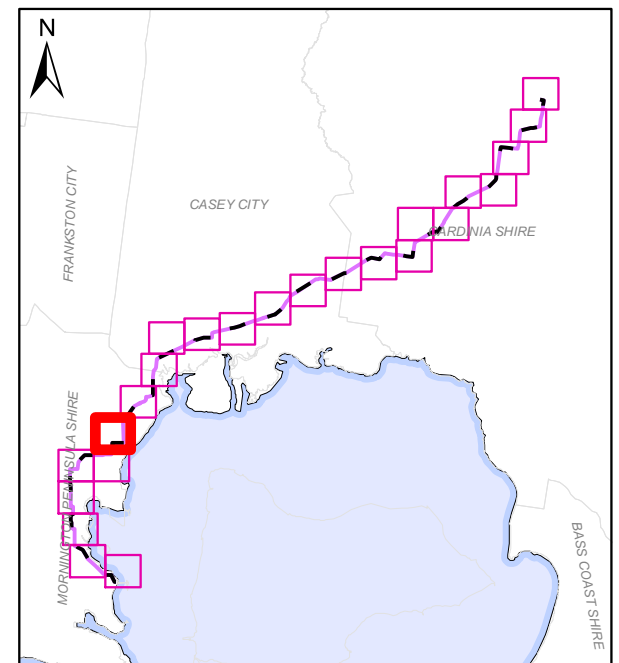 N
FRANKSTON CITY
CASEY CITY
CARDINIA SHIRE
MORNINGTON PENINSULA SHIRE
BASS COAST SHIRE